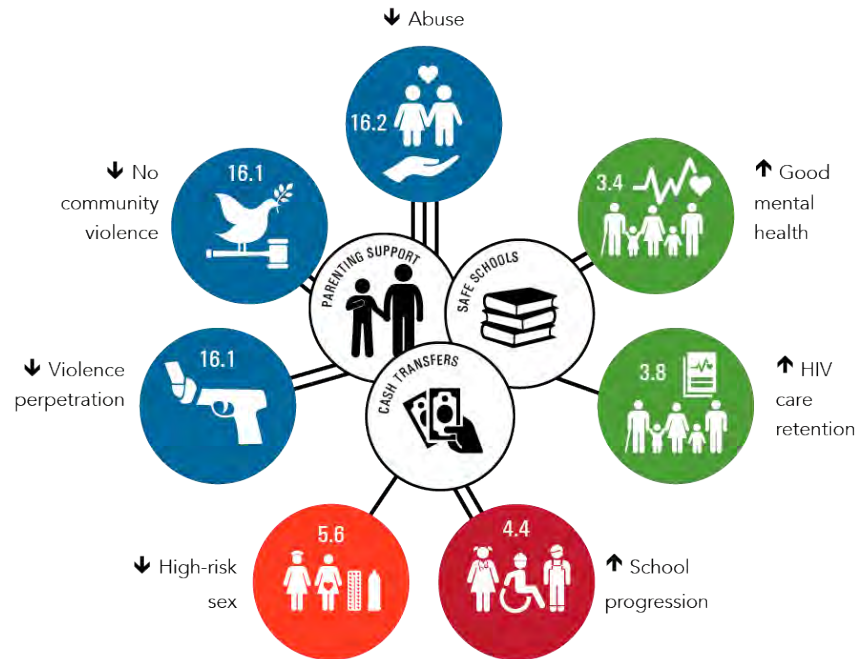 ↓ Abuse
16.2
↓ No
community
violence
16.1
3.4
↑ Good
mental
health
PARENTING SUPPORT
SAFE SCHOOLS
↓ Violence
perpetration
16.1
CASH TRANSFERS
3.8
↑ HIV
care
retention
↓ High-risk
sex
5.6
4.4
↑ School
progression